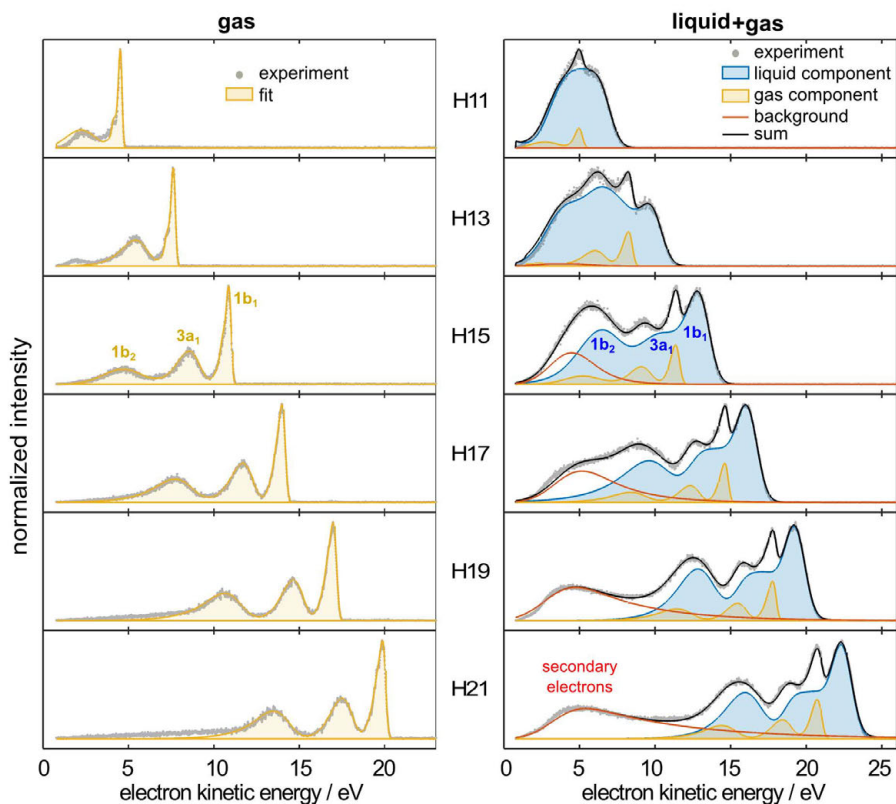 gas
liquid+gas
experiment
fit
H11
experiment
liquid component
gas component
background
sum
H13
1b₂
3a₁
1b₁
H15
1b₂
3a₁
1b₁
H17
H19
H21
secondary
electrons
normalized intensity
0 5 10 15 20
0 5 10 15 20 25
electron kinetic energy / eV
electron kinetic energy / eV